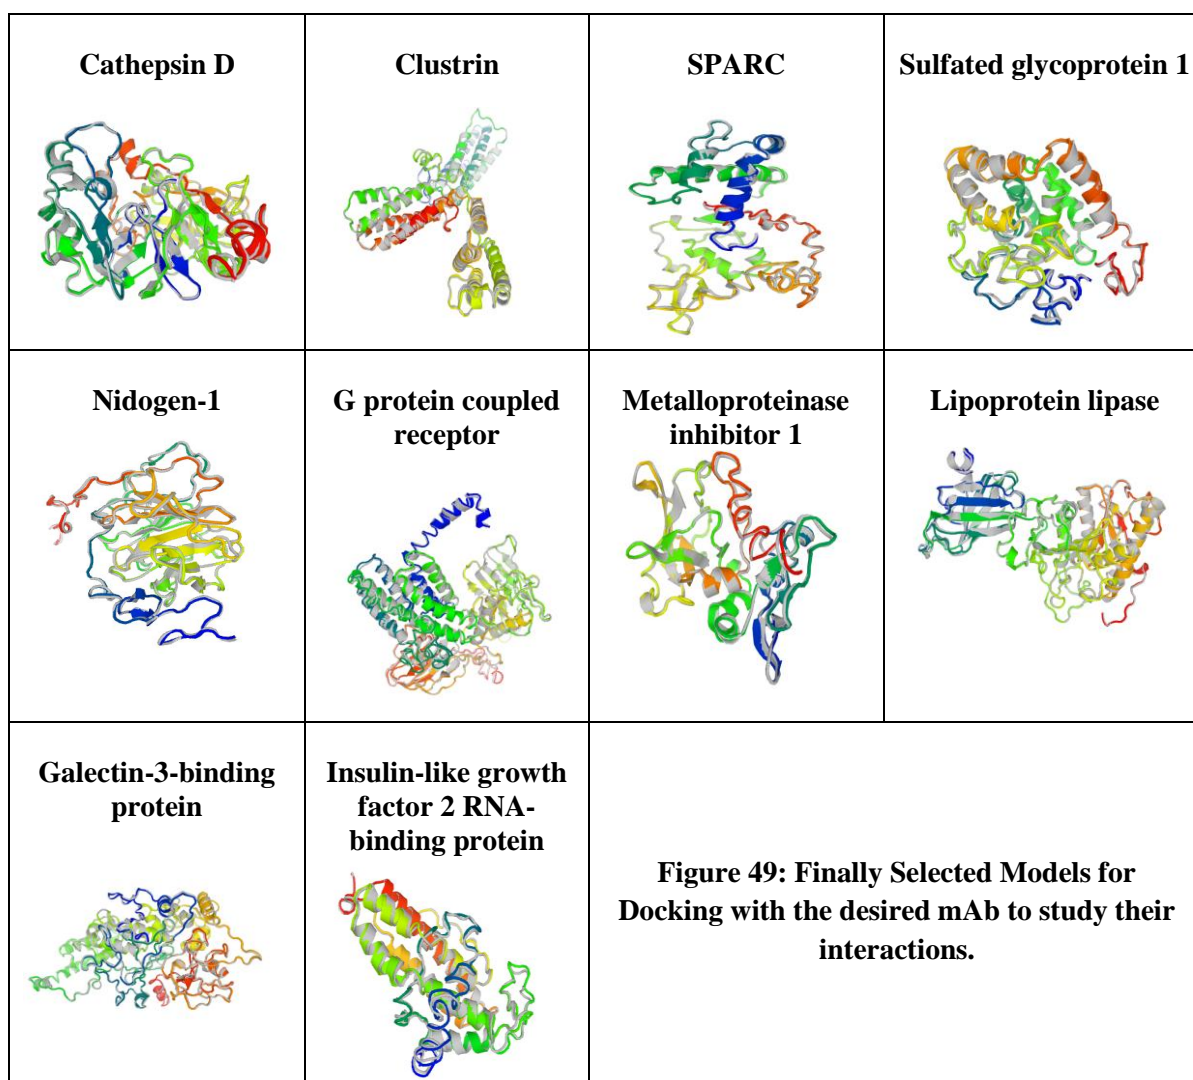 Cathepsin D
Clustrin
SPARC
Sulfated glycoprotein 1
Nidogen-1
G protein coupled
receptor
Metalloproteinase
inhibitor 1
Lipoprotein lipase
Galectin-3-binding
protein
Insulin-like growth
factor 2 RNA-
binding protein
Figure 49: Finally Selected Models for
Docking with the desired mAb to study their
interactions.